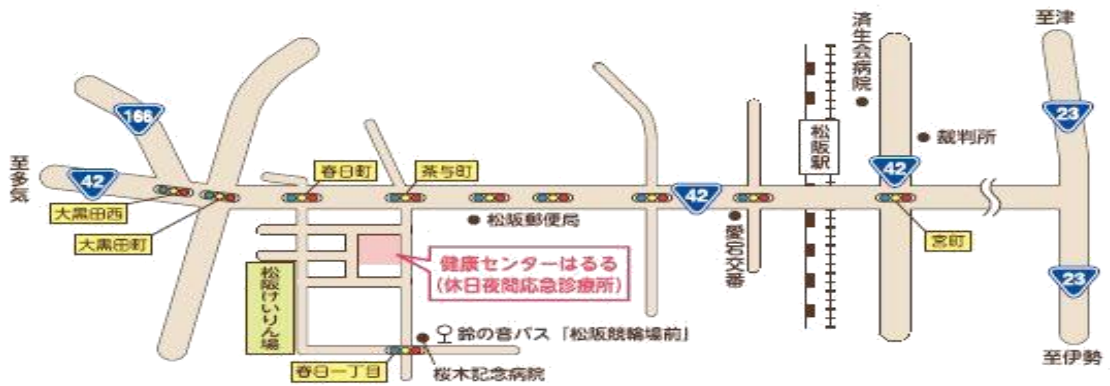 済生会病院
至津
166
23
松阪駅
裁判所
至多気
42
春日町
茶与町
42
42
大黒田西
大黒田町
松阪郵便局
愛宕交番
宮町
健康センターはるる
(休日夜間応急診療所)
松阪けいりん場
23
鈴の音バス「松阪競輪場前」
春日一丁目
桜木記念病院
至伊勢